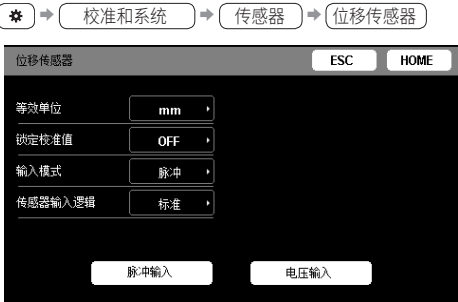 校准和系统 传感器 位移传感器
位移传感器 ESC HOME
等效单位 mm
锁定校准值 OFF
输入模式 脉冲
传感器输入逻辑 标准
脉冲输入 电压输入